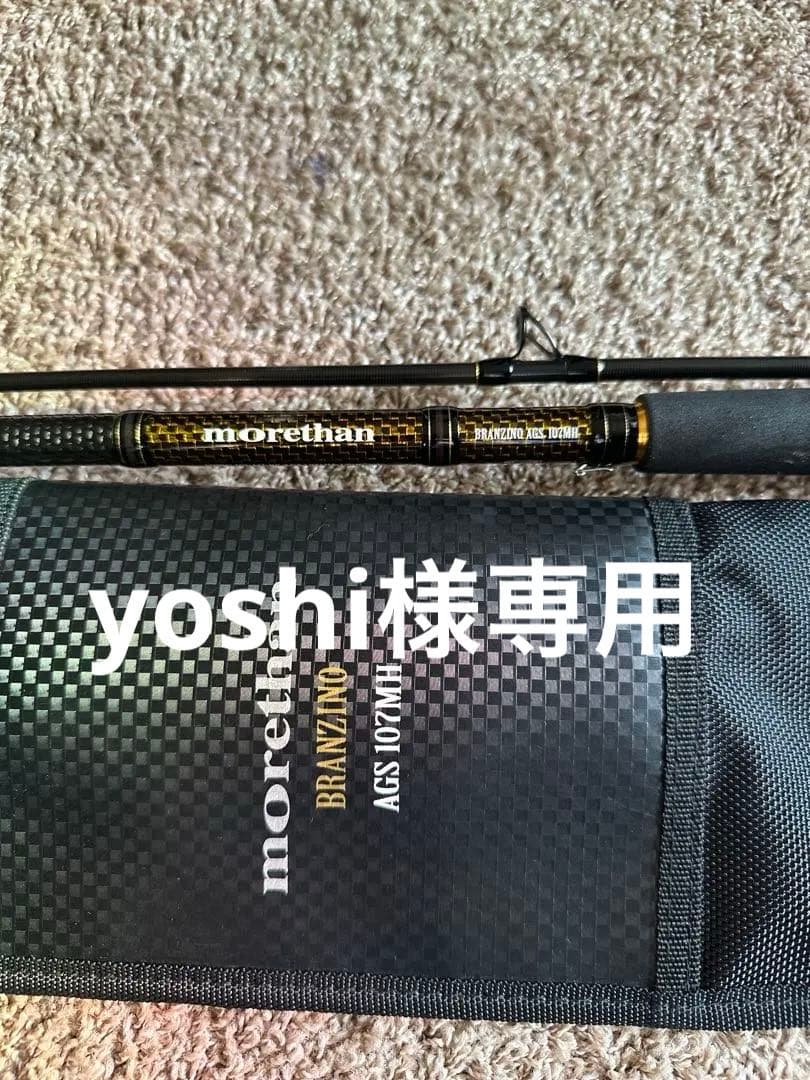 morethan
BRANZINO AGS 107MH
yoshi様専用
morethan
BRANZINO
AGS 107MH